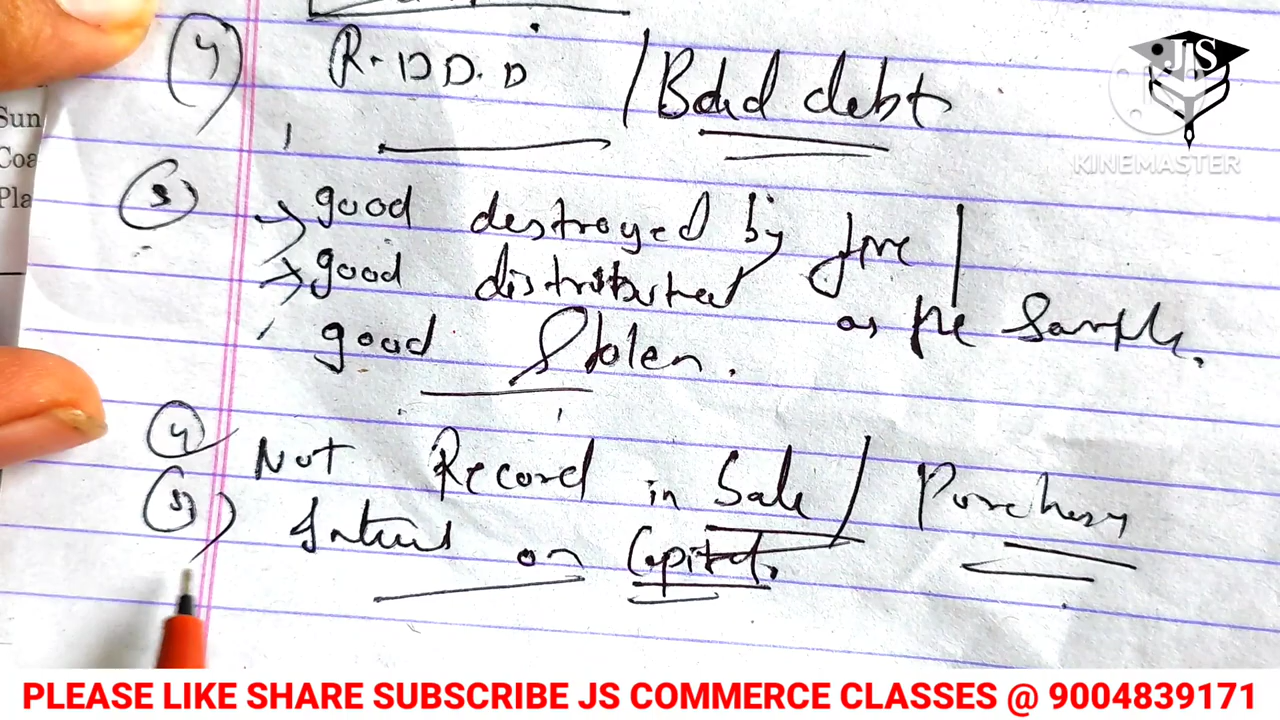 4) R.D D.D / Bad debt
3) → good destroyed by fire |
→ good distributed as free Sample.
good Stolen.
4) Not Record in Sale / Purchases
5) Interest on Capital.
Sun
Coa
Pla
JS
KINEMASTER
PLEASE LIKE SHARE SUBSCRIBE JS COMMERCE CLASSES @ 9004839171